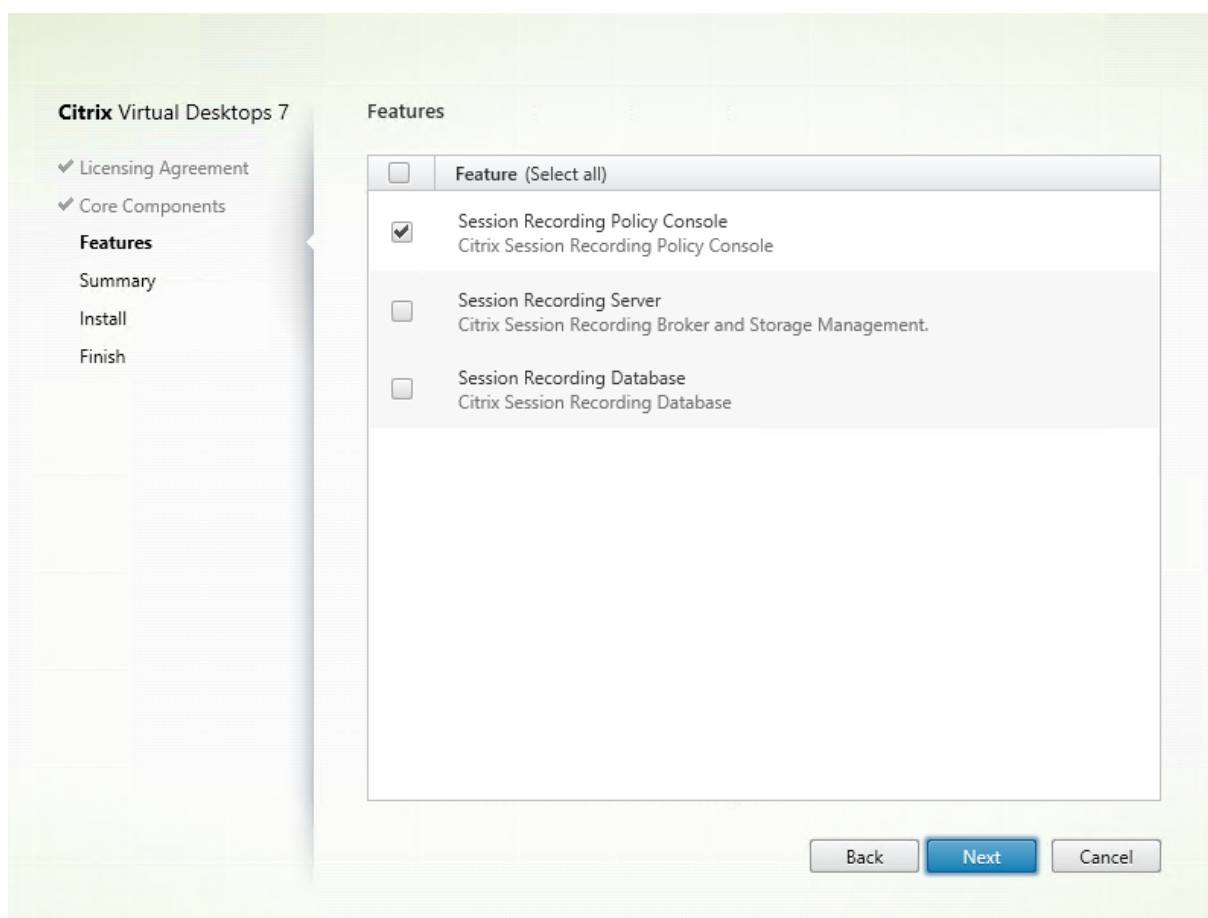 Citrix Virtual Desktops 7
Licensing Agreement
Core Components
Features
Summary
Install
Finish
Features
Feature (Select all)
Session Recording Policy Console
Citrix Session Recording Policy Console
Session Recording Server
Citrix Session Recording Broker and Storage Management.
Session Recording Database
Citrix Session Recording Database
Back Next Cancel